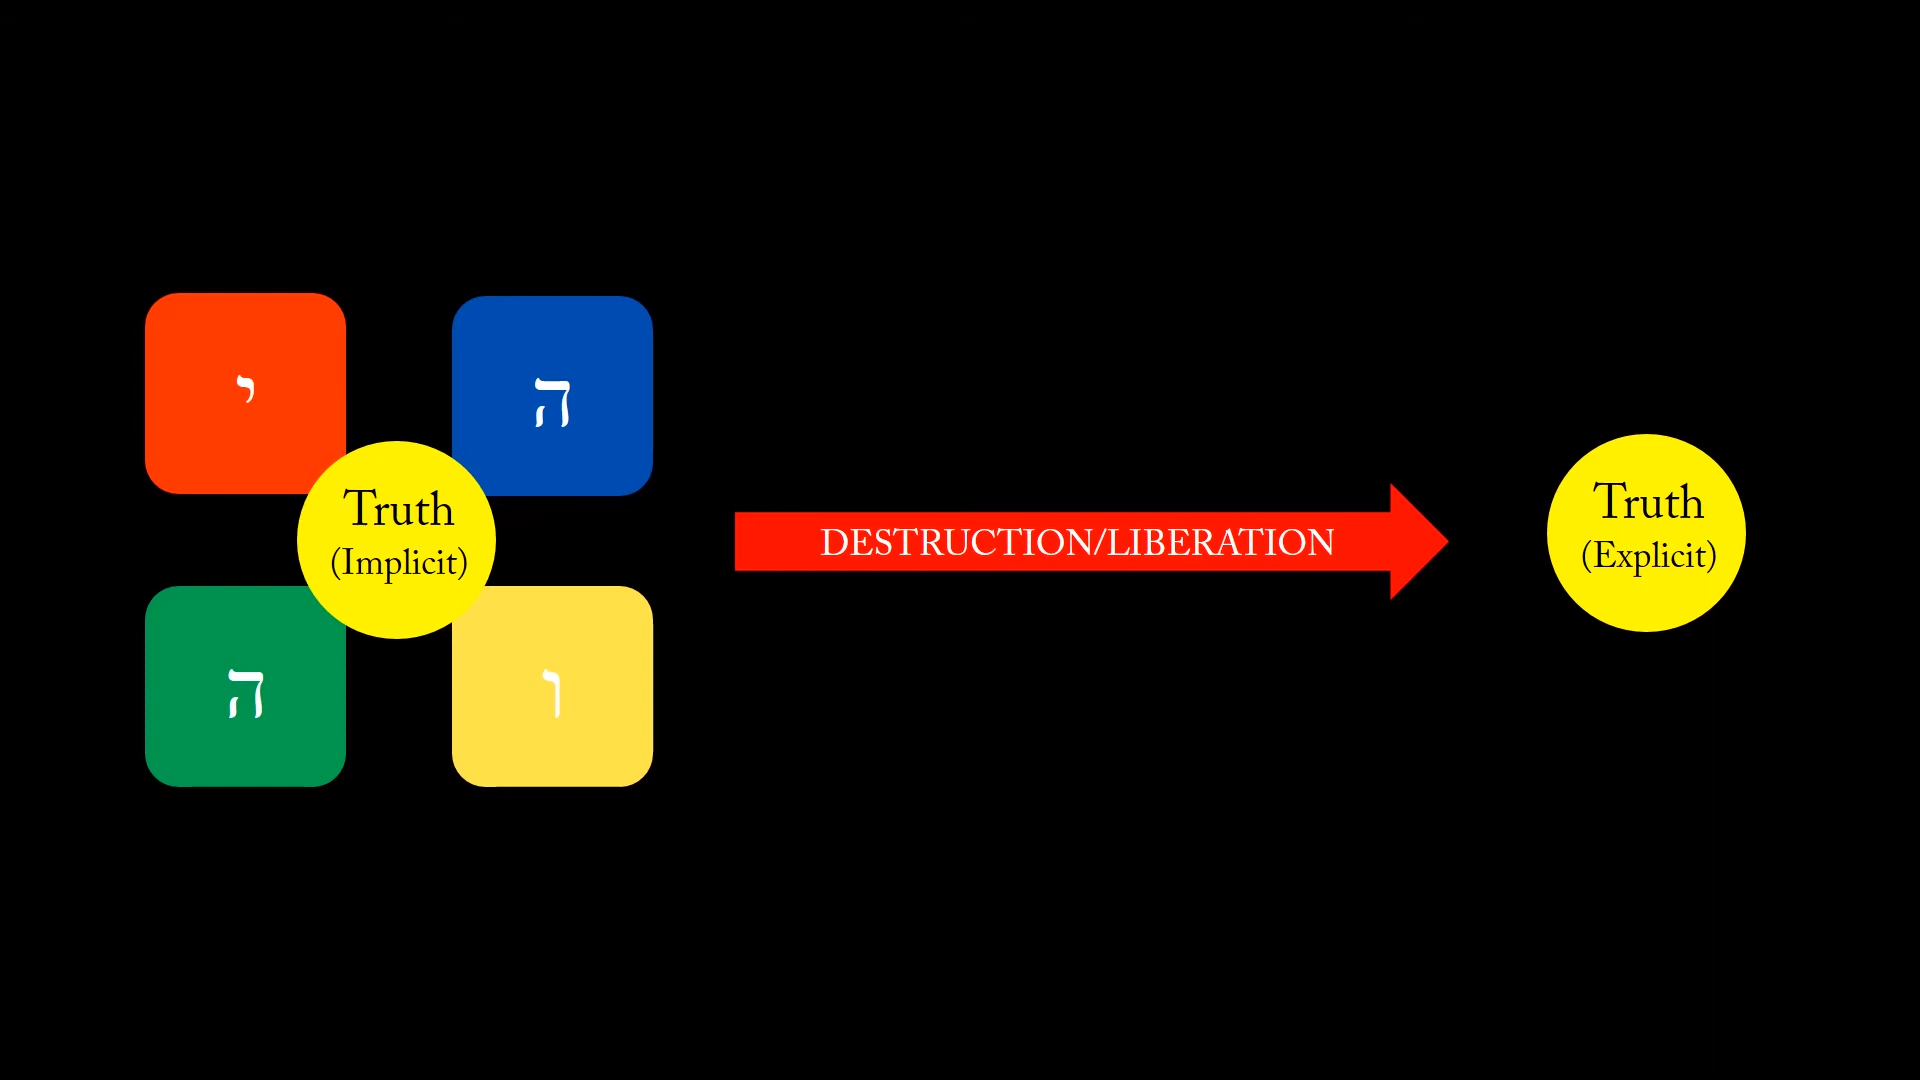 י
ה
Truth
(Implicit)
ה
ו
DESTRUCTION/LIBERATION
Truth
(Explicit)